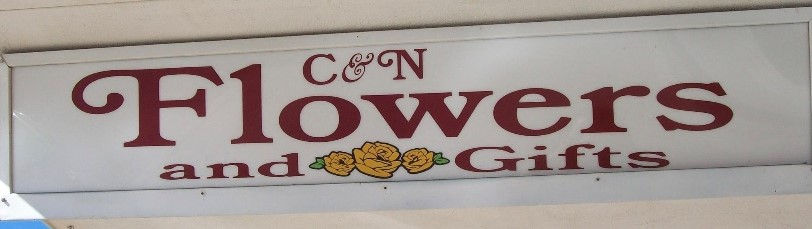 C&N
Flowers
and Gifts